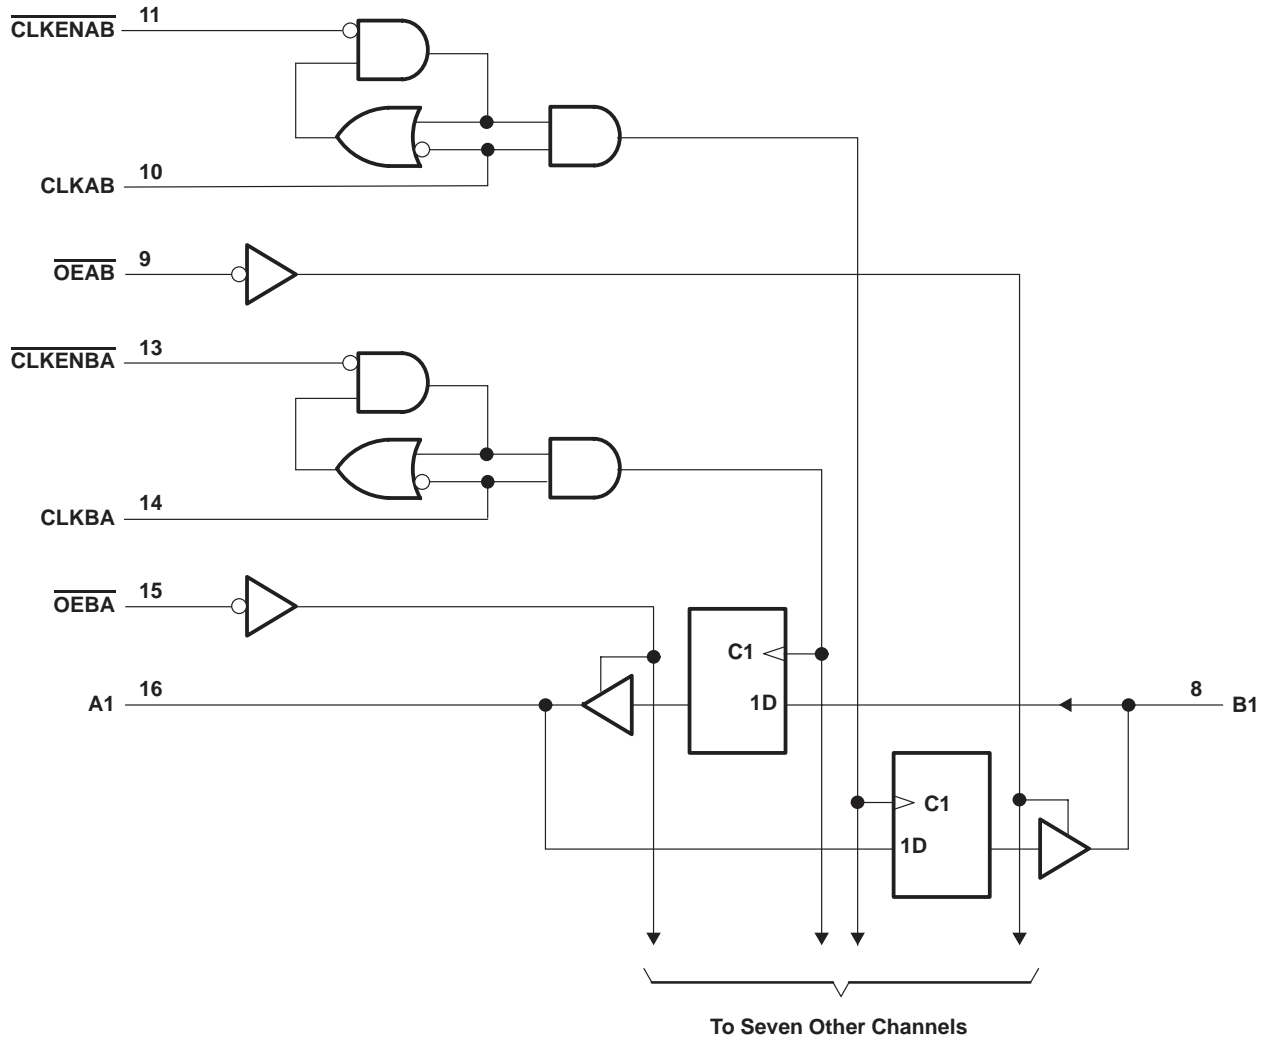 CLKENAB 11
CLKAB 10
OEAB 9
CLKENBA 13
CLKBA 14
OEBA 15
C1
A1 16 1D 8 B1
C1
1D
To Seven Other Channels